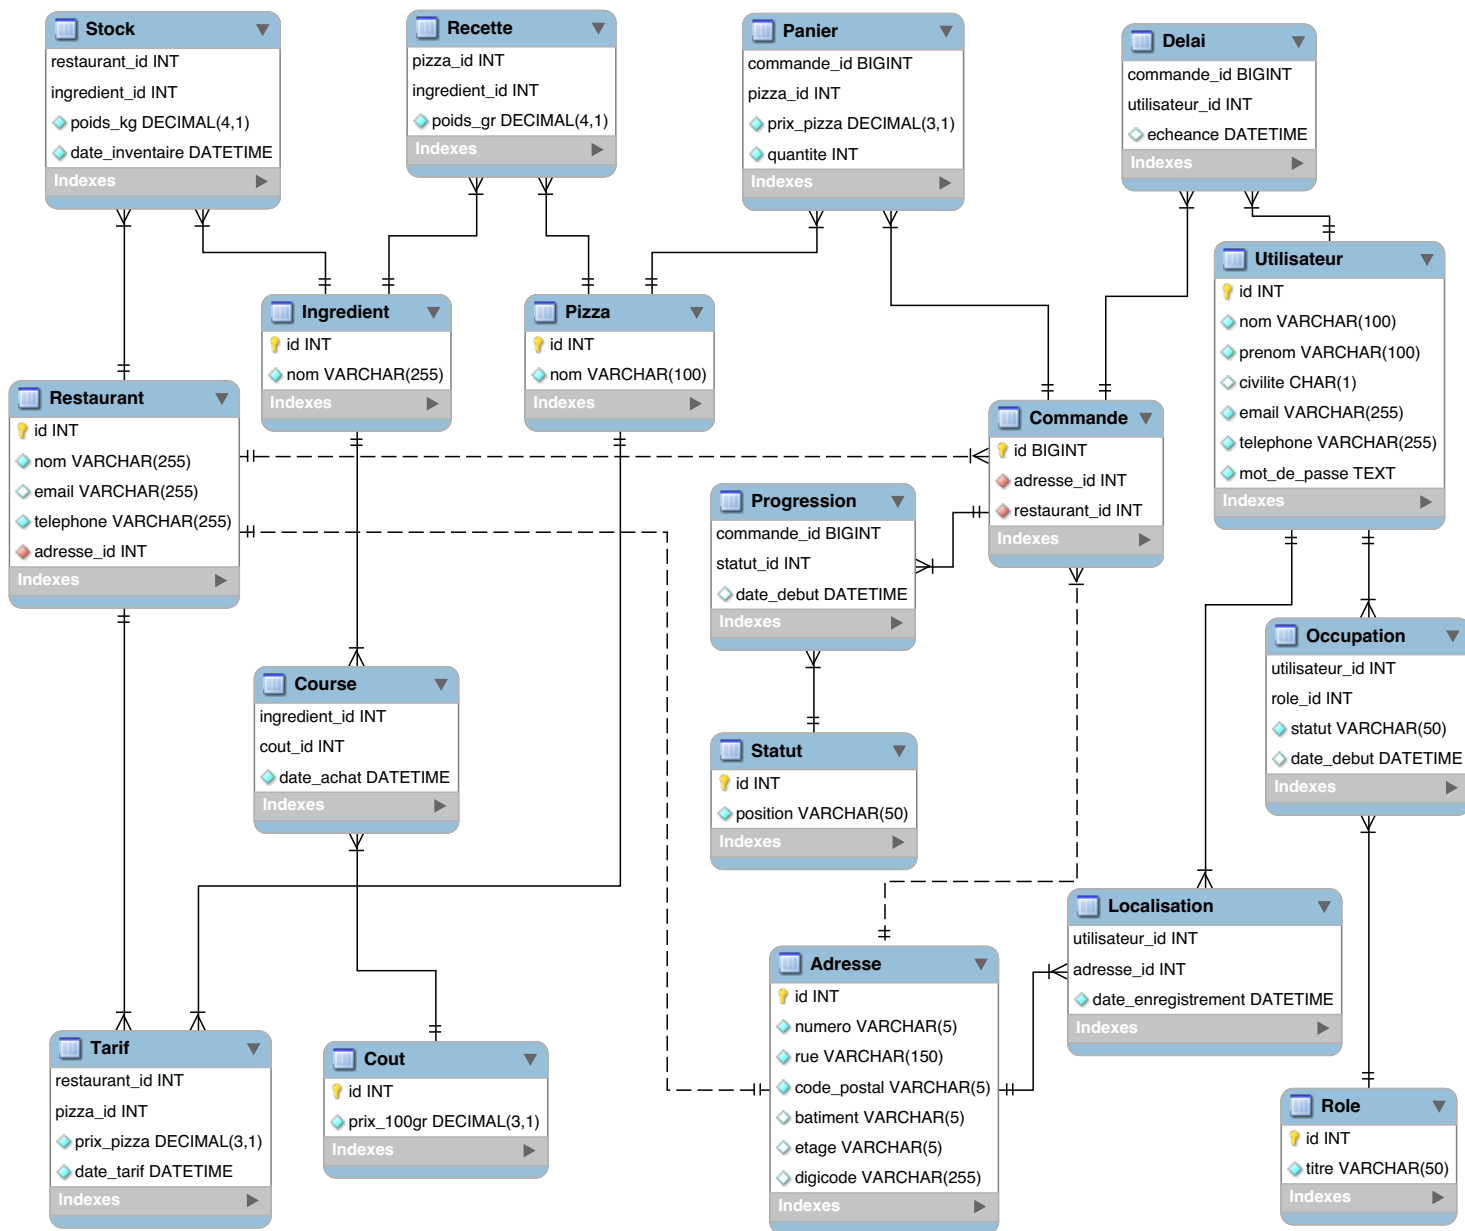 Stock
restaurant_id INT
ingredient_id INT
poids_kg DECIMAL(4,1)
date_inventaire DATETIME
Indexes
Recette
pizza_id INT
ingredient_id INT
poids_gr DECIMAL(4,1)
Indexes
Panier
commande_id BIGINT
pizza_id INT
prix_pizza DECIMAL(3,1)
quantite INT
Indexes
Delai
commande_id BIGINT
utilisateur_id INT
echeance DATETIME
Indexes
Utilisateur
id INT
nom VARCHAR(100)
prenom VARCHAR(100)
civilite CHAR(1)
email VARCHAR(255)
telephone VARCHAR(255)
mot_de_passe TEXT
Indexes
Ingredient
id INT
nom VARCHAR(255)
Indexes
Pizza
id INT
nom VARCHAR(100)
Indexes
Restaurant
id INT
nom VARCHAR(255)
email VARCHAR(255)
telephone VARCHAR(255)
adresse_id INT
Indexes
Commande
id BIGINT
adresse_id INT
restaurant_id INT
Indexes
Progression
commande_id BIGINT
statut_id INT
date_debut DATETIME
Indexes
Occupation
utilisateur_id INT
role_id INT
statut VARCHAR(50)
date_debut DATETIME
Indexes
Course
ingredient_id INT
cout_id INT
date_achat DATETIME
Indexes
Statut
id INT
position VARCHAR(50)
Indexes
Localisation
utilisateur_id INT
adresse_id INT
date_enregistrement DATETIME
Indexes
Adresse
id INT
numero VARCHAR(5)
rue VARCHAR(150)
code_postal VARCHAR(5)
batiment VARCHAR(5)
etage VARCHAR(5)
digicode VARCHAR(255)
Indexes
Tarif
restaurant_id INT
pizza_id INT
prix_pizza DECIMAL(3,1)
date_tarif DATETIME
Indexes
Cout
id INT
prix_100gr DECIMAL(3,1)
Indexes
Role
id INT
titre VARCHAR(50)
Indexes